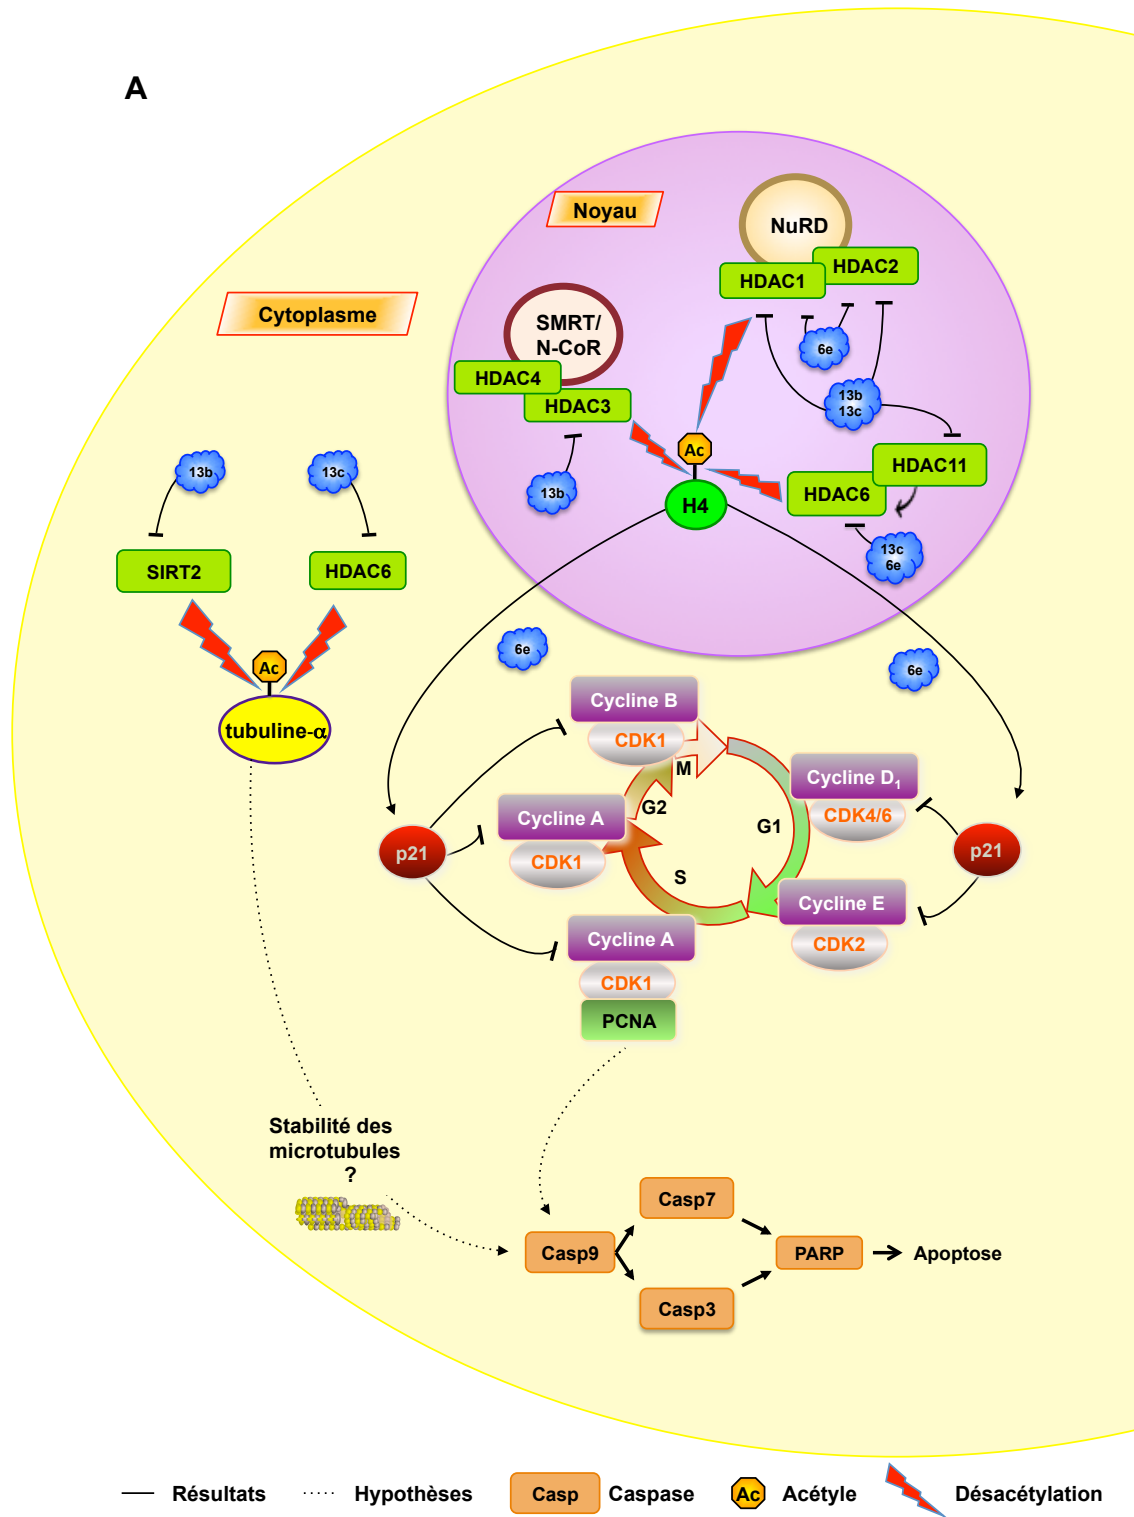 A
Noyau
NuRD
HDAC2
HDAC1
Cytoplasme
SMRT/
N-CoR
6e
HDAC4
HDAC3
13b
13c
Ac
HDAC11
13b
13c
13b
HDAC6
H4
13c
6e
SIRT2
HDAC6
6e
6e
Ac
tubuline-α
Cycline B
CDK1
M
Cycline D1
CDK4/6
G2
Cycline A
G1
CDK1
p21
p21
S
Cycline E
CDK2
Cycline A
CDK1
PCNA
Stabilité des
microtubules
?
Casp7
Casp9
PARP
Apoptose
Casp3
Résultats
Hypothèses
Casp
Caspase
Ac
Acétyle
Désacétylation